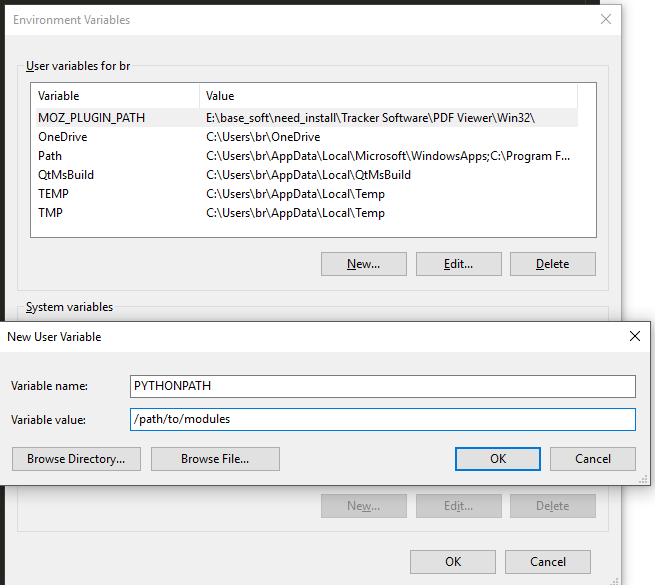 Environment Variables
User variables for br
Variable Value
MOZ_PLUGIN_PATH E:\base_soft\need_install\Tracker Software\PDF Viewer\Win32\
OneDrive C:\Users\br\OneDrive
Path C:\Users\br\AppData\Local\Microsoft\WindowsApps;C:\Program F...
QtMsBuild C:\Users\br\AppData\Local\QtMsBuild
TEMP C:\Users\br\AppData\Local\Temp
TMP C:\Users\br\AppData\Local\Temp
New... Edit... Delete
System variables
New User Variable
Variable name: PYTHONPATH
Variable value: /path/to/modules
Browse Directory... Browse File... OK Cancel
New... Edit... Delete
OK Cancel